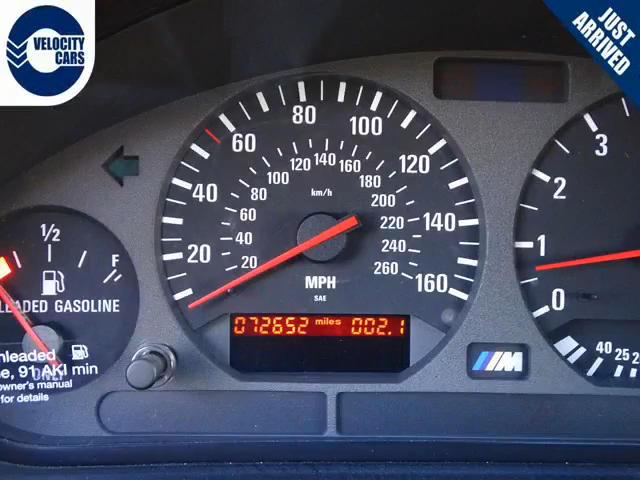 VELOCITY
CARS
JUST
ARRIVED
20
40
60
80
100
120
140
160
20
40
60
80
100
120
140
160
180
200
220
240
260
km/h
MPH
SAE
072652 miles 002.1
M
1/2
F
LEADED GASOLINE
ONLY
nleaded
e, 91 AKI min
owner's manual
for details
0
1
2
3
40 25